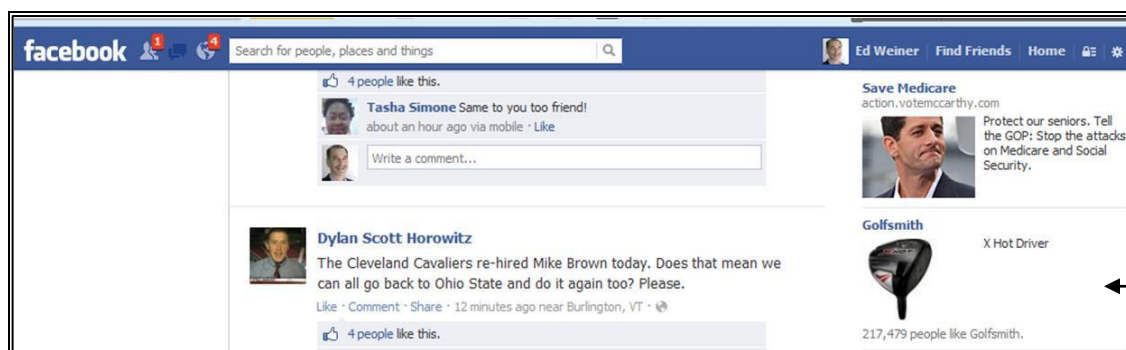 facebook
1
4
Search for people, places and things
Ed Weiner
Find Friends
Home
4 people like this.
Tasha Simone Same to you too friend!
about an hour ago via mobile · Like
Write a comment...
Dylan Scott Horowitz
The Cleveland Cavaliers re-hired Mike Brown today. Does that mean we
can all go back to Ohio State and do it again too? Please.
Like · Comment · Share · 12 minutes ago near Burlington, VT ·
4 people like this.
Save Medicare
action.votemccarthy.com
Protect our seniors. Tell
the GOP: Stop the attacks
on Medicare and Social
Security.
Golfsmith
X Hot Driver
217,479 people like Golfsmith.